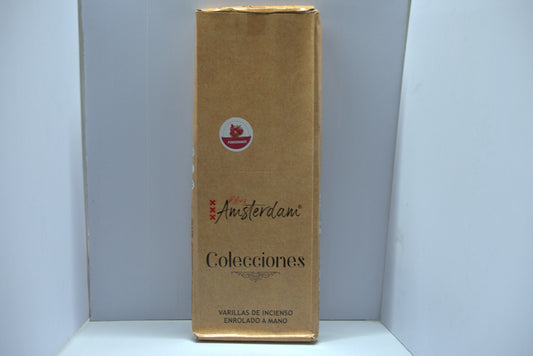 Amsterdam®
Colecciones
VARILLAS DE INCIENSO
ENROLADO A MANO